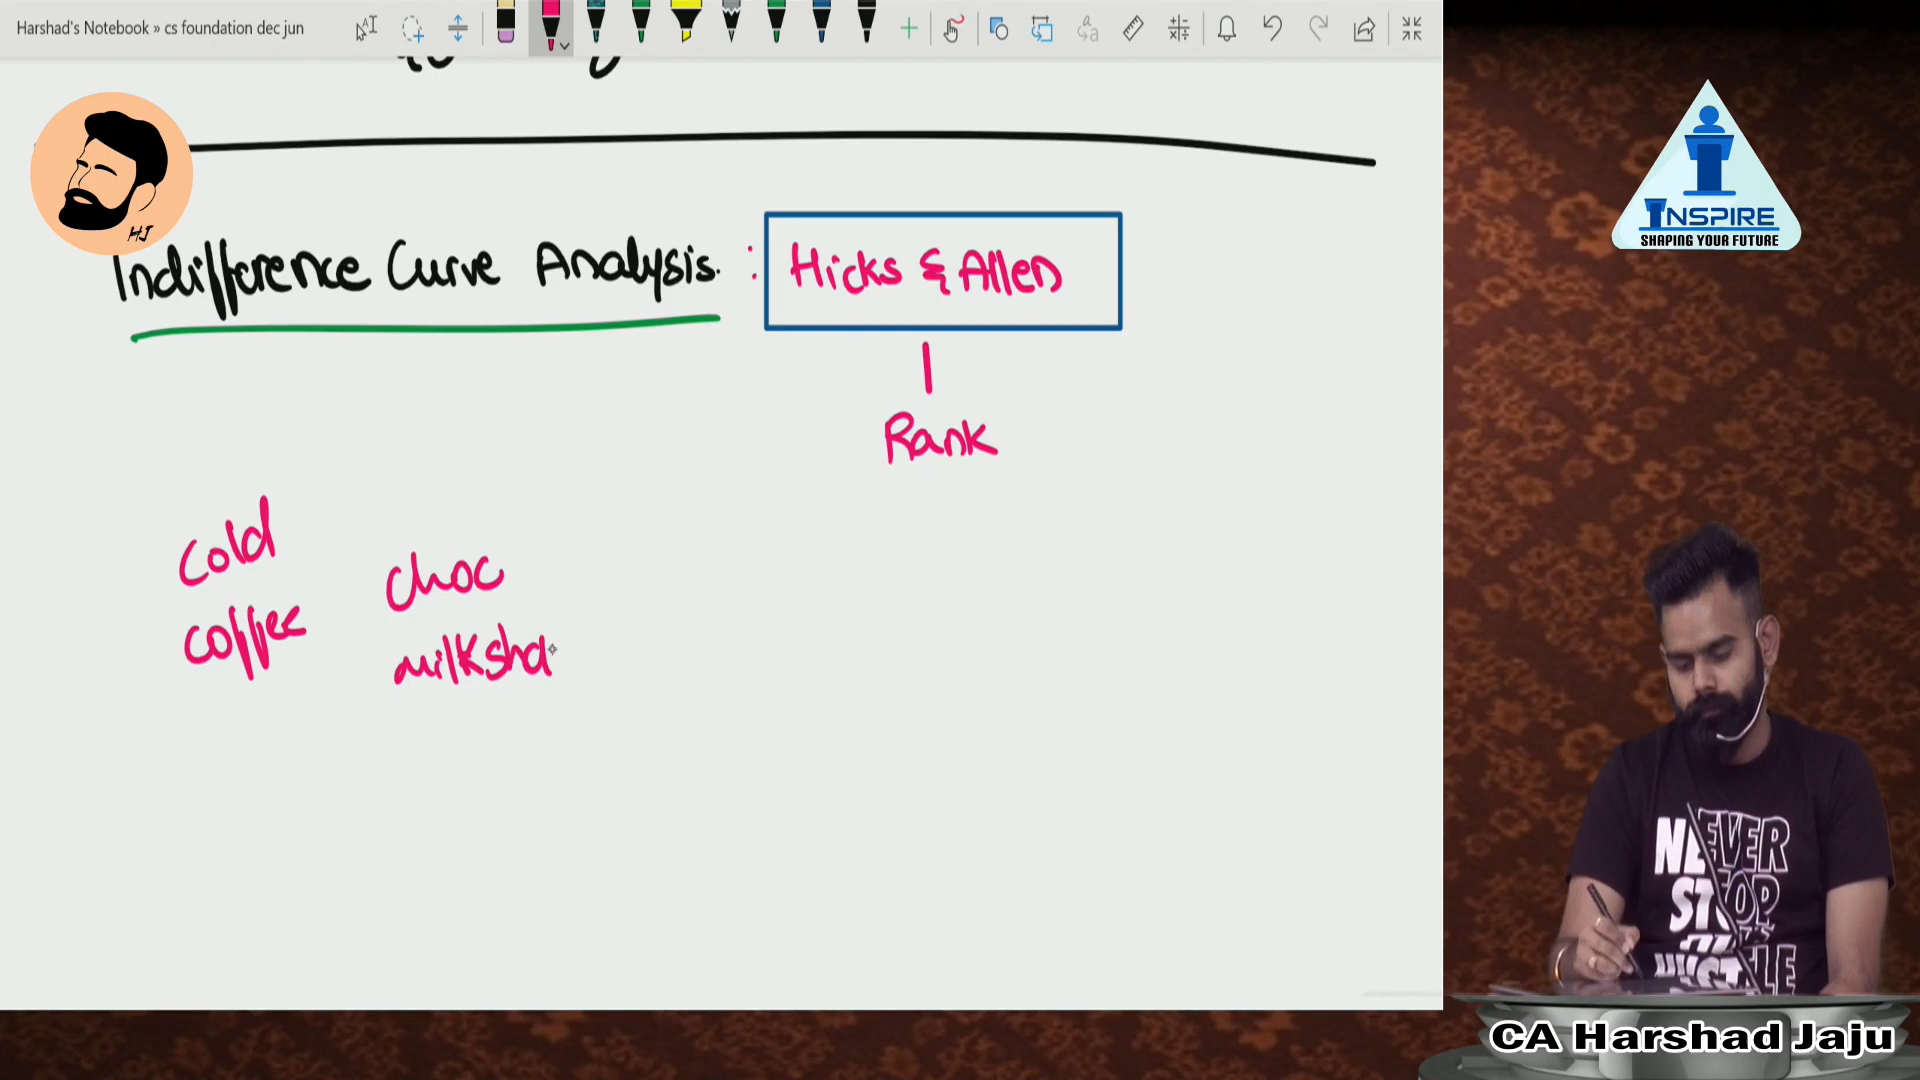 Harshad's Notebook » cs foundation dec jun
HJ
Indifference Curve Analysis. : Hicks & Allen
Rank
cold
coffee
choc
milksha
INSPIRE
SHAPING YOUR FUTURE
NEVER
STOP
CA Harshad Jaju